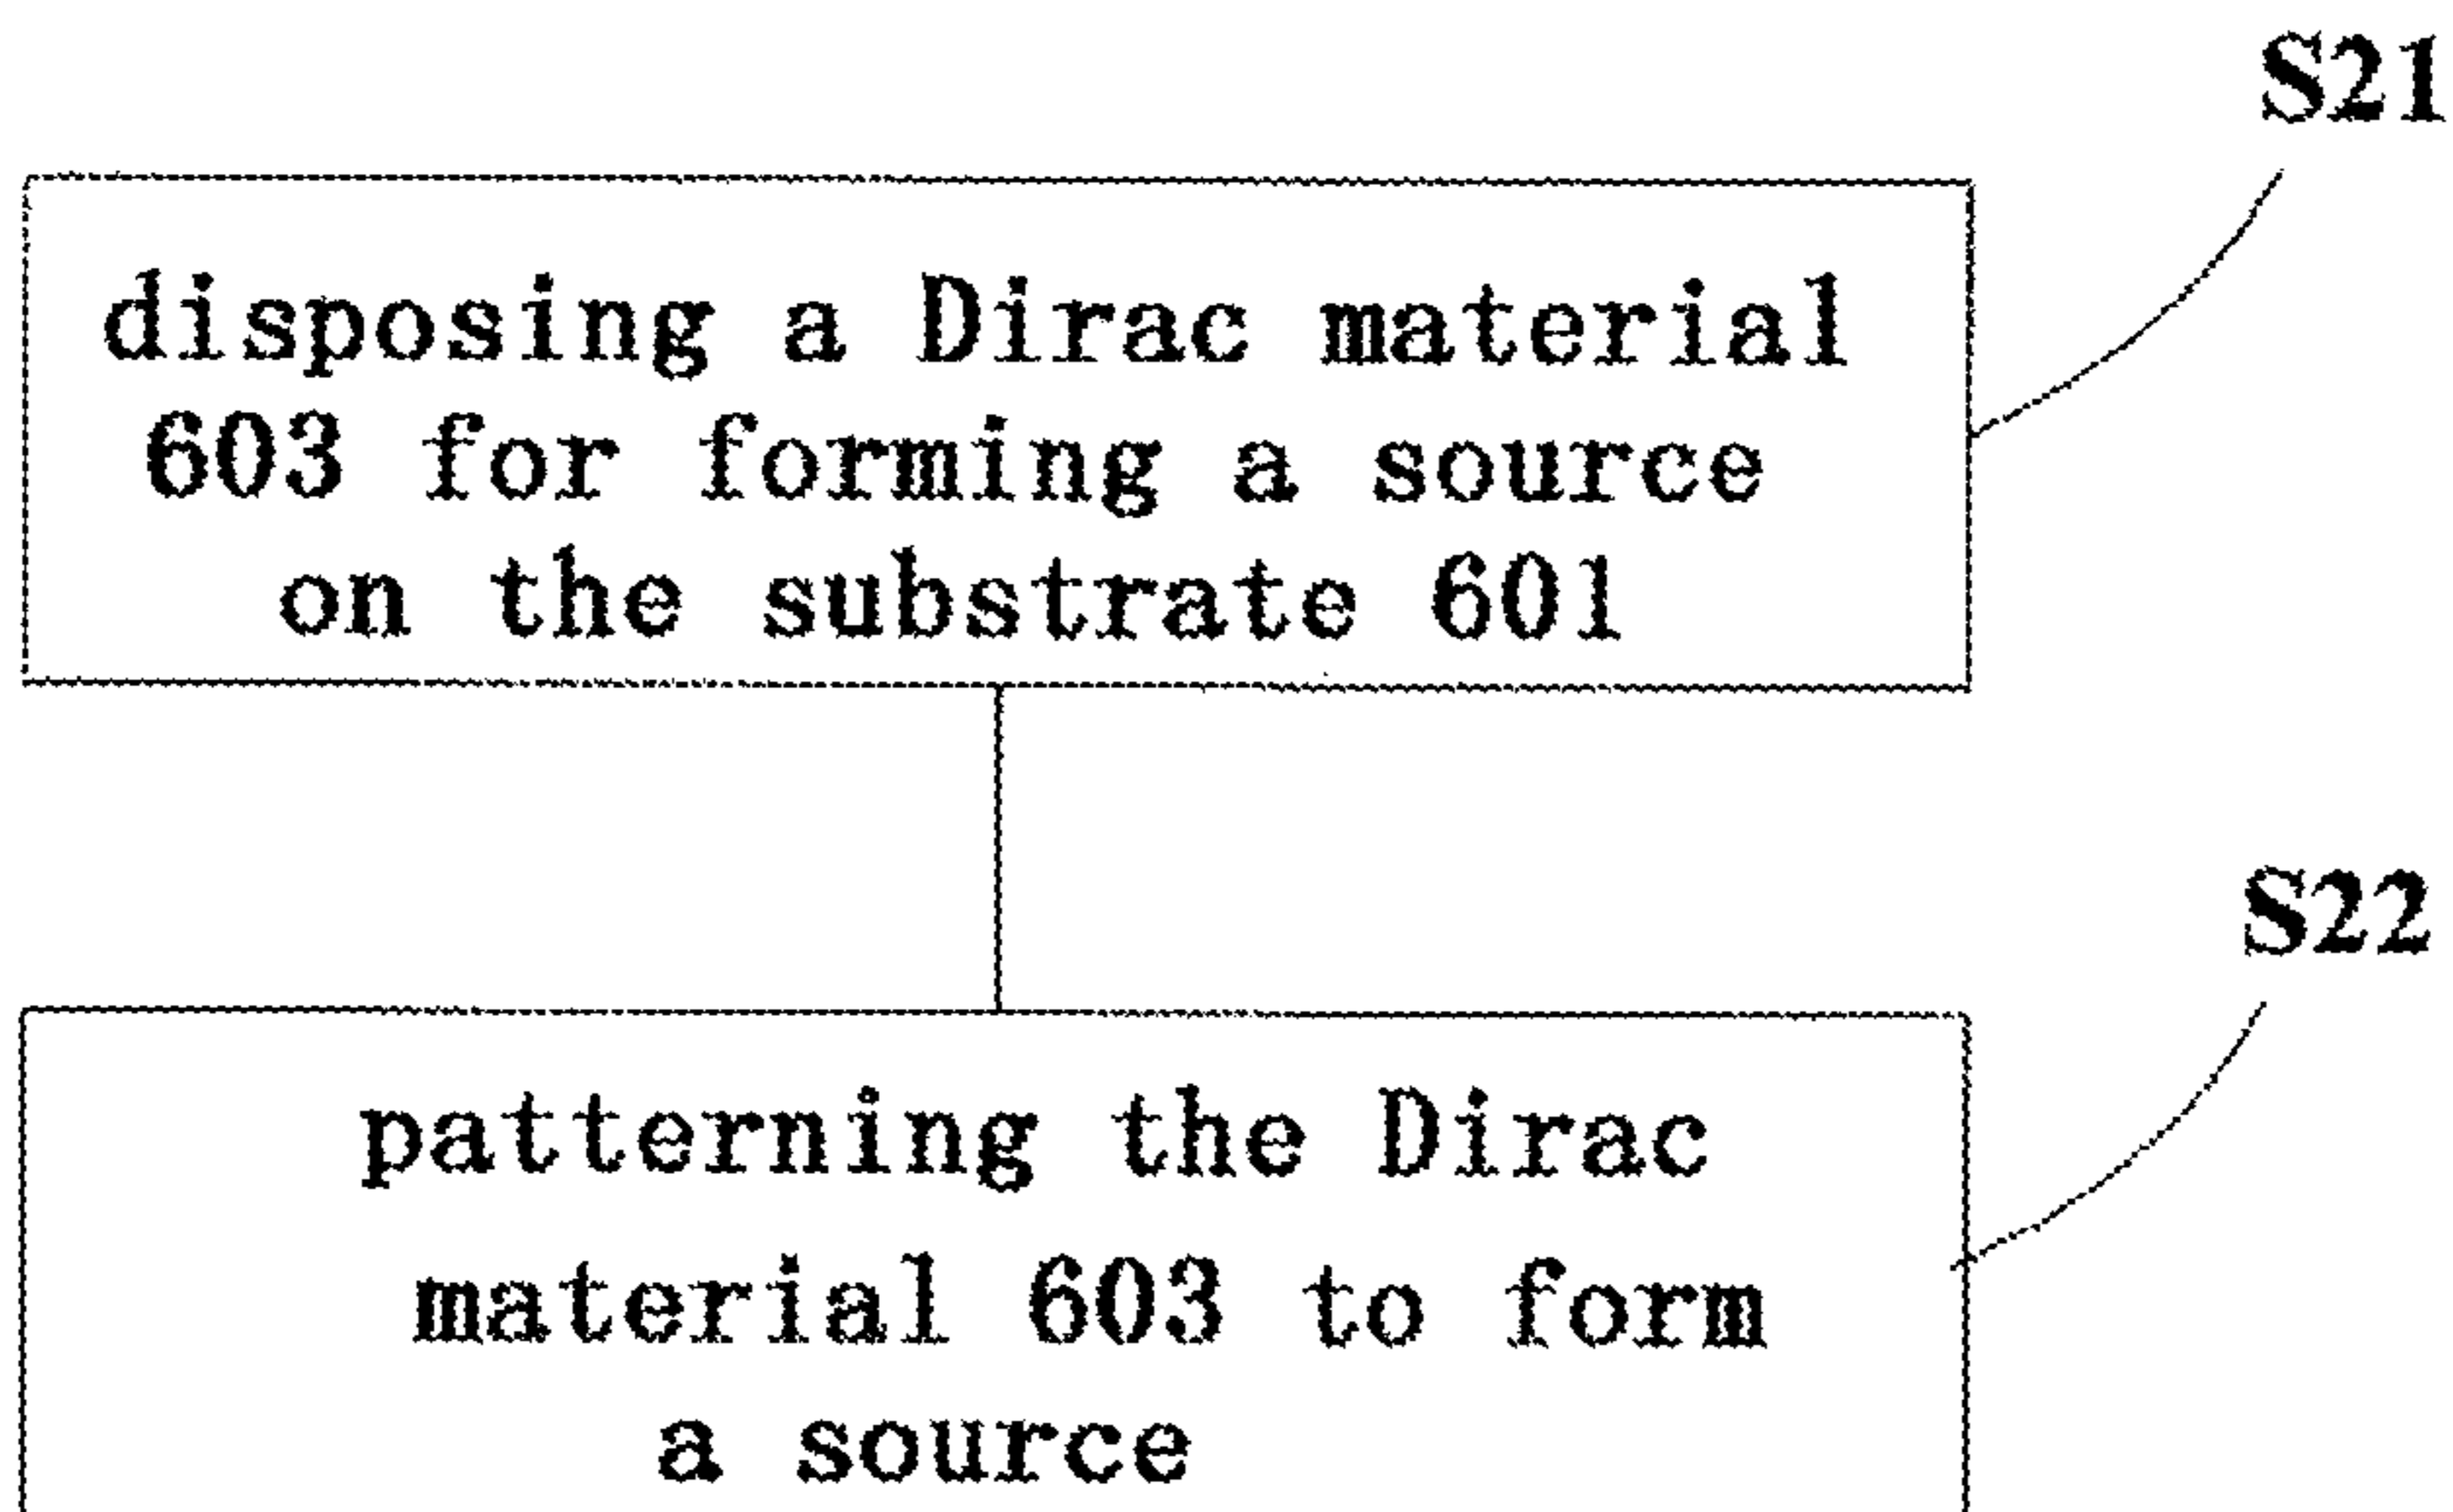 S21
disposing a Dirac material
603 for forming a source
on the substrate 601
S22
patterning the Dirac
material 603 to form
a source